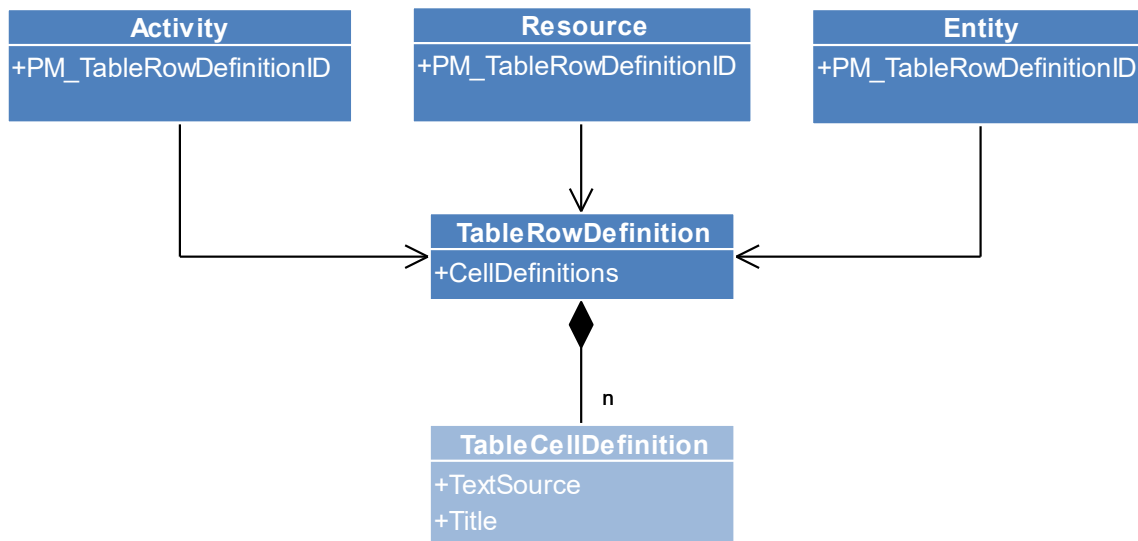 Activity
+PM_TableRowDefinitionID
Resource
+PM_TableRowDefinitionID
Entity
+PM_TableRowDefinitionID
TableRowDefinition
+CellDefinitions
n
TableCellDefinition
+TextSource
+Title